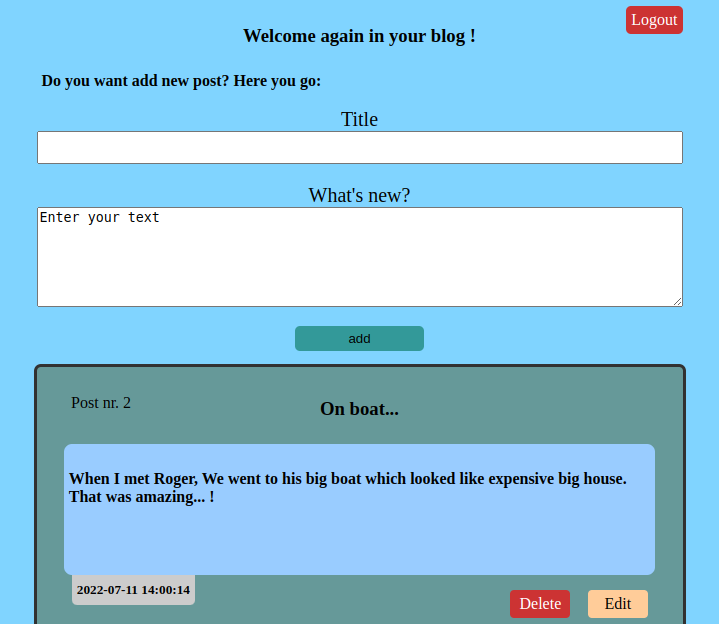 Logout
Welcome again in your blog !
Do you want add new post? Here you go:
Title
What's new?
Enter your text
add
Post nr. 2
On boat...
When I met Roger, We went to his big boat which looked like expensive big house.
That was amazing... !
2022-07-11 14:00:14
Delete
Edit